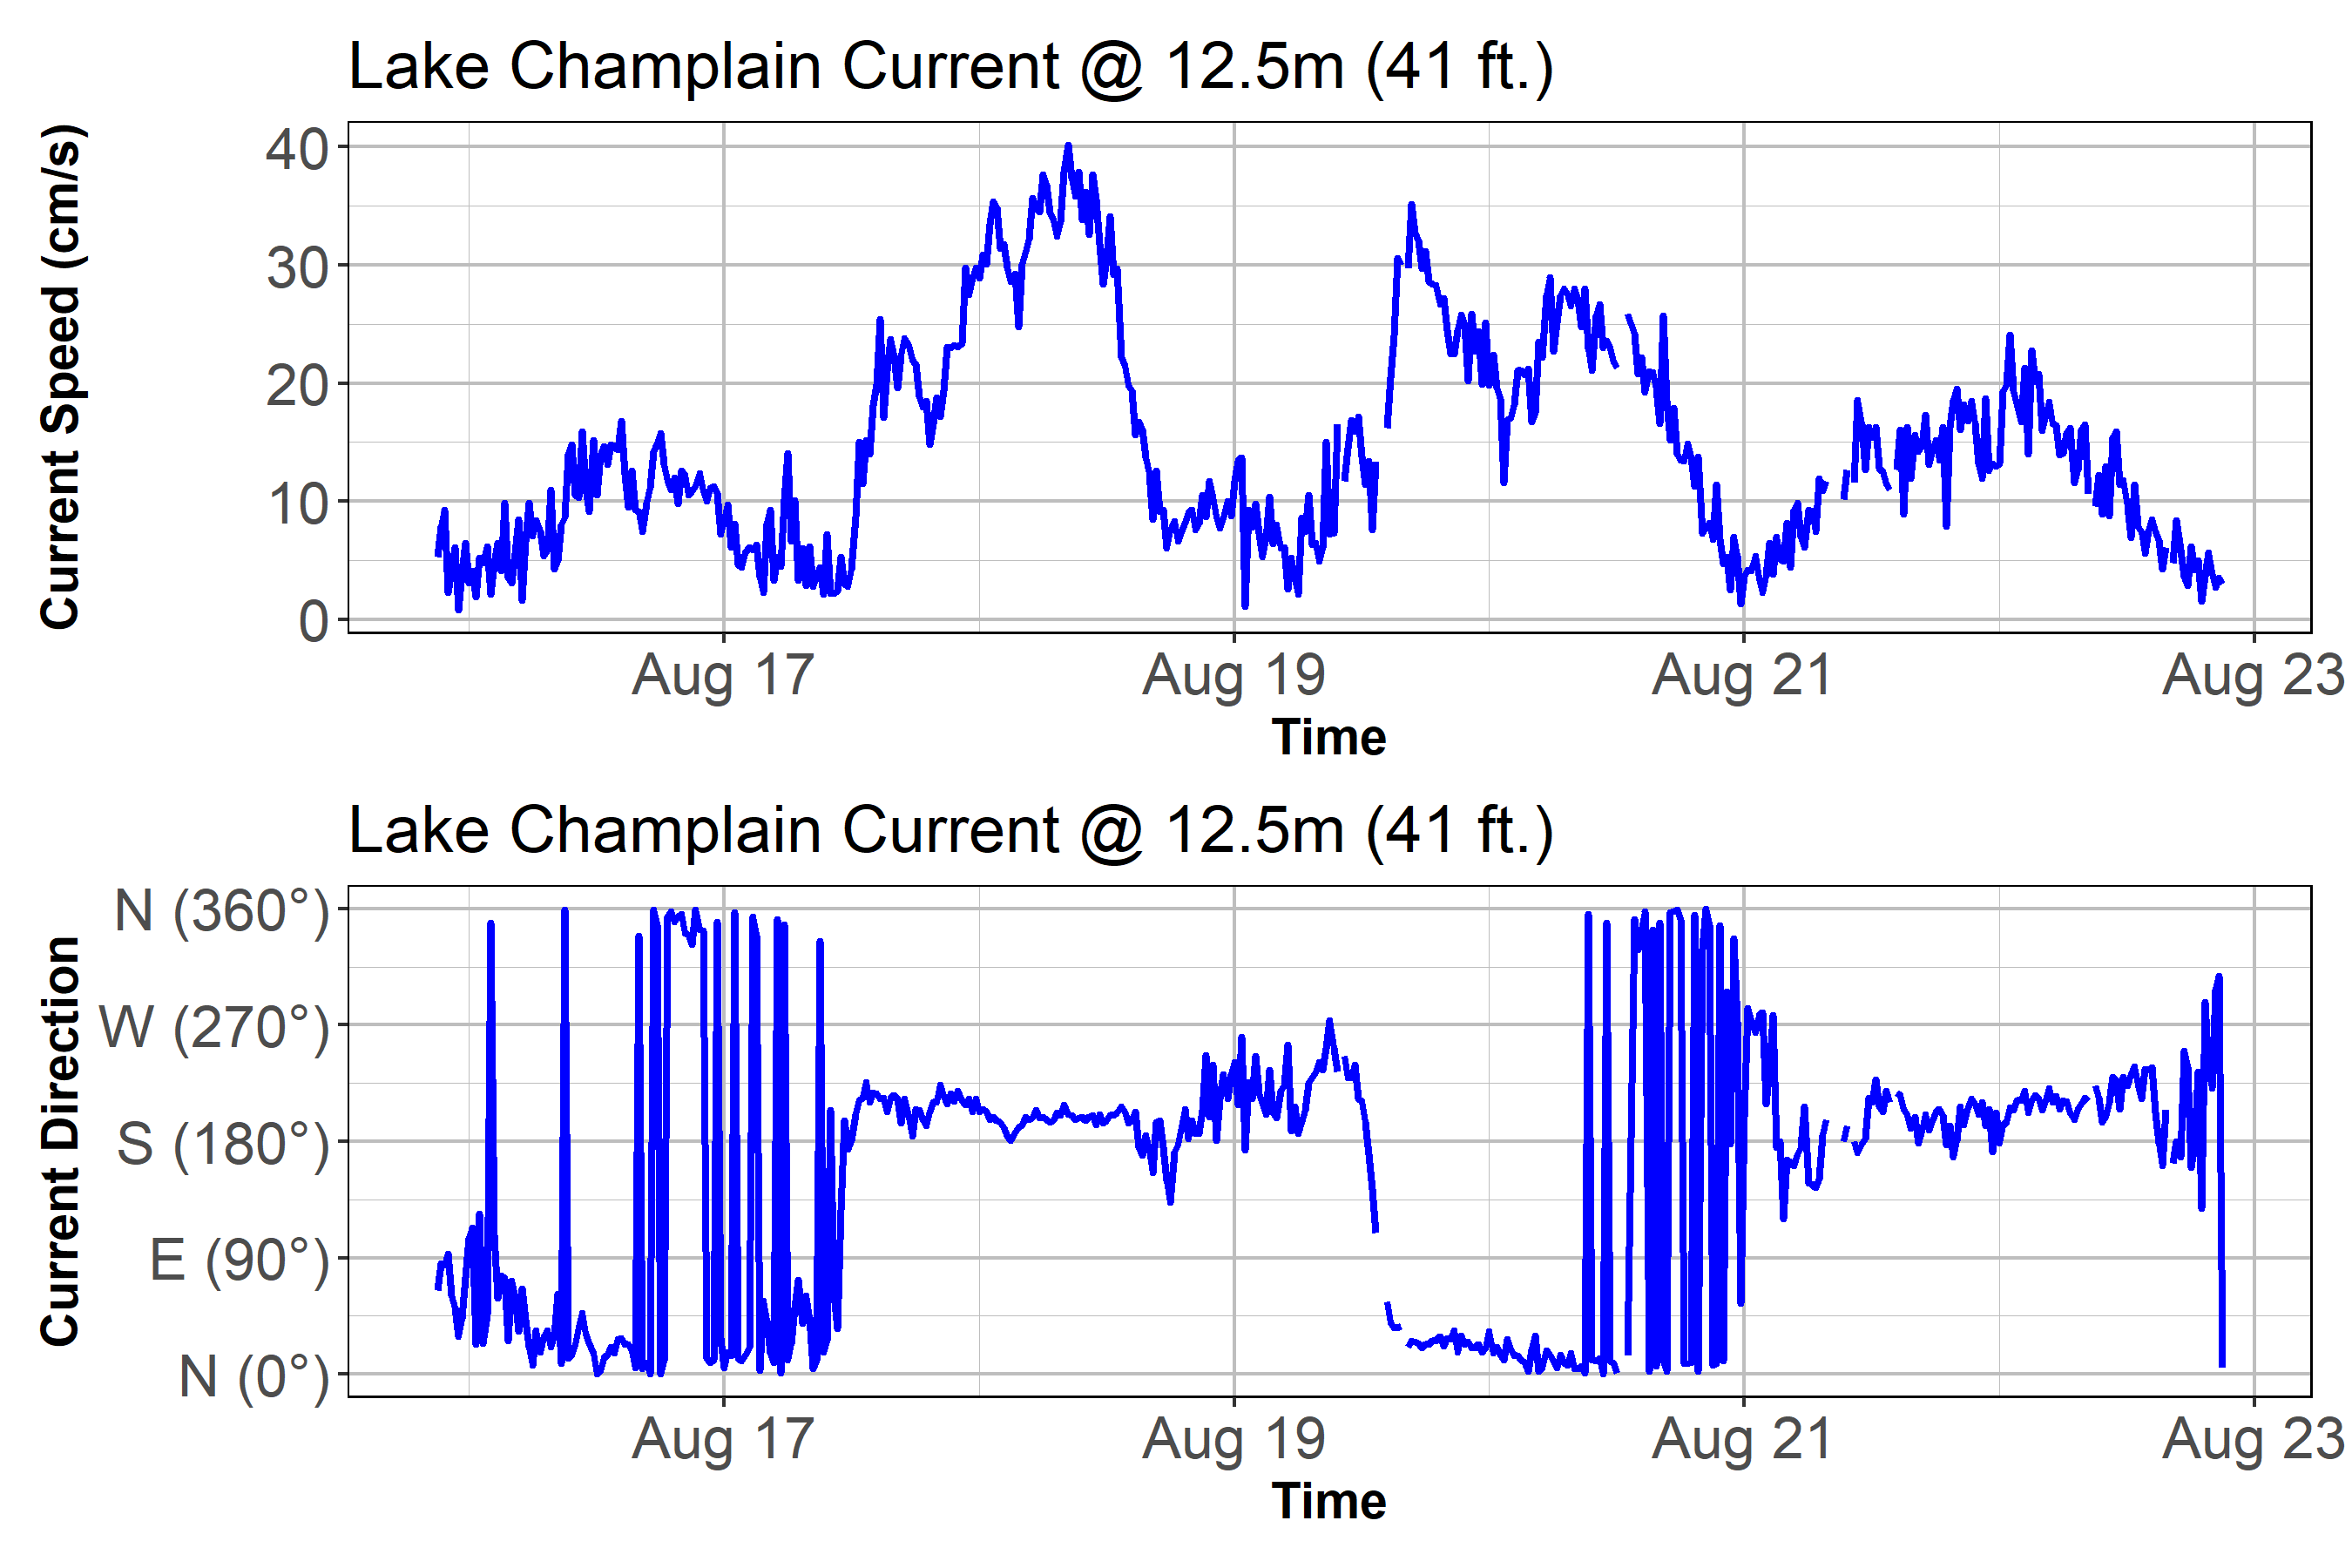 Lake Champlain Current @ 12.5m (41 ft.)
Current Speed (cm/s)
40
30
20
10
0
Aug 17 Aug 19 Aug 21 Aug 23
Time
Lake Champlain Current @ 12.5m (41 ft.)
Current Direction
N (360°)
W (270°)
S (180°)
E (90°)
N (0°)
Aug 17 Aug 19 Aug 21 Aug 23
Time